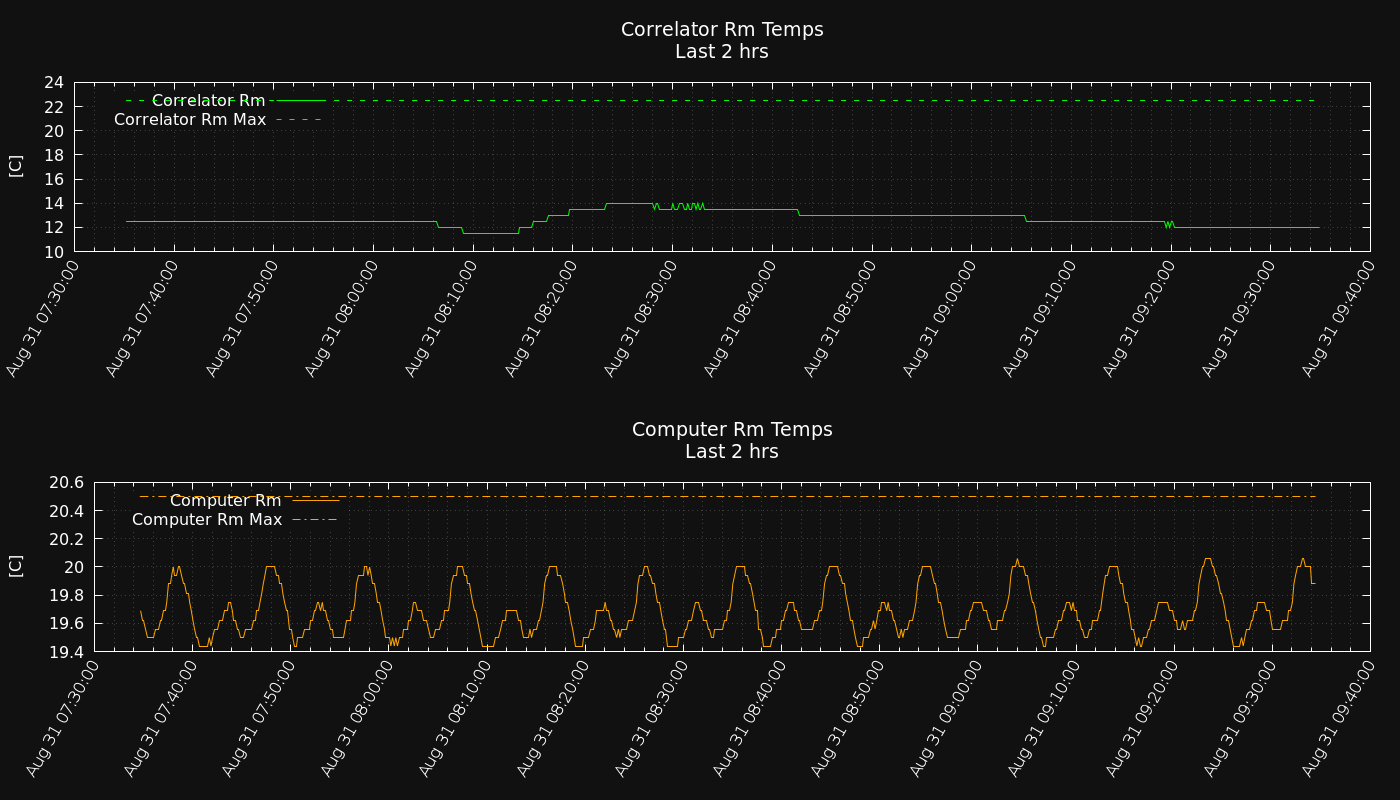 Correlator Rm Temps
Last 2 hrs
24
22
20
18
16
14
12
10
[C]
Correlator Rm
Correlator Rm Max
Aug 31 07:30:00
Aug 31 07:40:00
Aug 31 07:50:00
Aug 31 08:00:00
Aug 31 08:10:00
Aug 31 08:20:00
Aug 31 08:30:00
Aug 31 08:40:00
Aug 31 08:50:00
Aug 31 09:00:00
Aug 31 09:10:00
Aug 31 09:20:00
Aug 31 09:30:00
Aug 31 09:40:00
Computer Rm Temps
Last 2 hrs
20.6
20.4
20.2
20
19.8
19.6
19.4
[C]
Computer Rm
Computer Rm Max
Aug 31 07:30:00
Aug 31 07:40:00
Aug 31 07:50:00
Aug 31 08:00:00
Aug 31 08:10:00
Aug 31 08:20:00
Aug 31 08:30:00
Aug 31 08:40:00
Aug 31 08:50:00
Aug 31 09:00:00
Aug 31 09:10:00
Aug 31 09:20:00
Aug 31 09:30:00
Aug 31 09:40:00